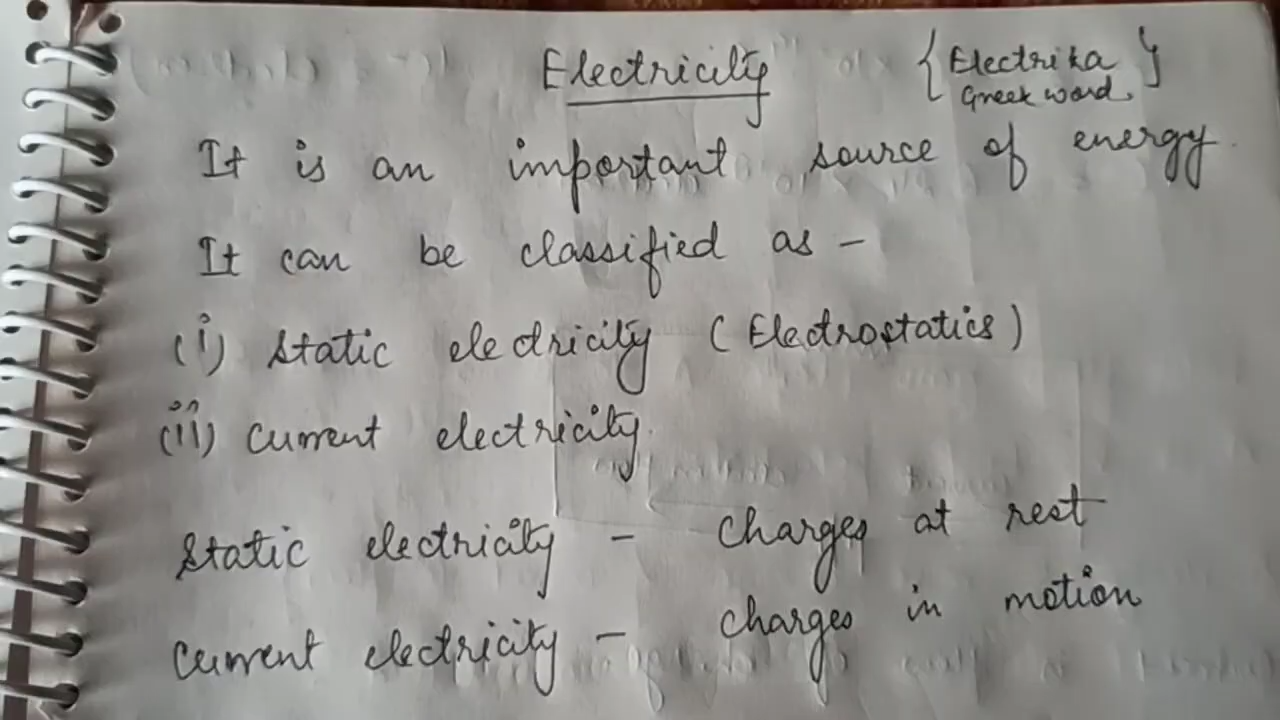 Electricity { Electrika
Greek word. }
It is an important source of energy.
It can be classified as -
(i) Static electricity (Electrostatics)
(ii) Current electricity.
Static electricity - Charges at rest
Current electricity - charges in motion